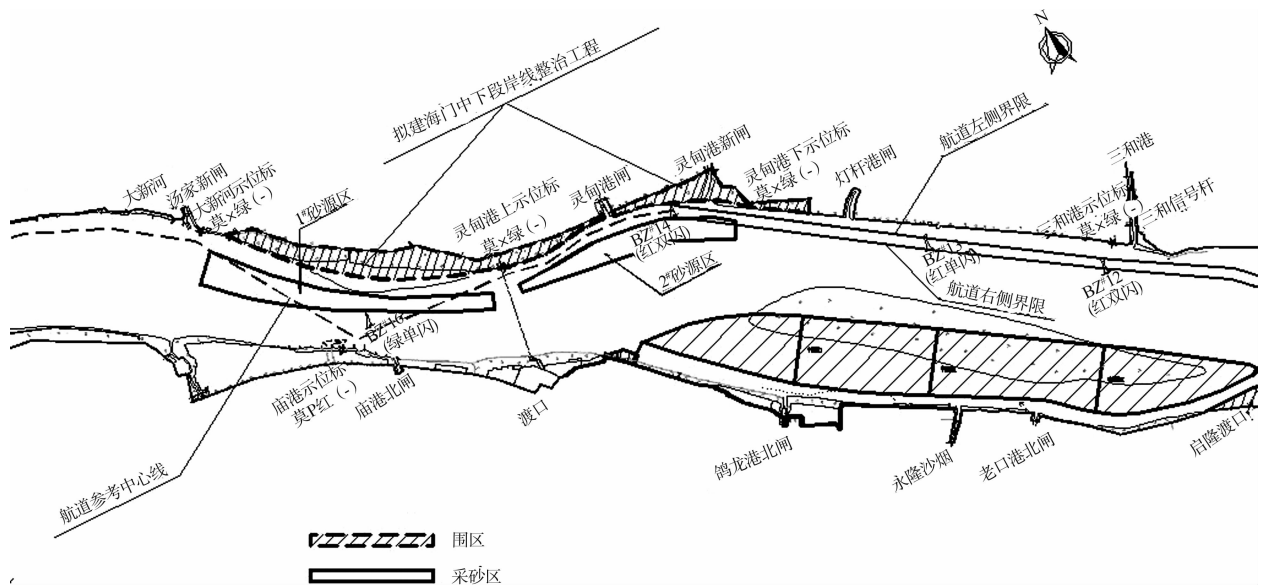 N
拟建海门中下段岸线整治工程
大新河
汤家新闸
大新河示位标
莫×绿 (-)
1#砂源区
灵甸港上示位标
莫×绿 (-)
灵甸港闸
灵甸港新闸
灵甸港下示位标
莫×绿 (-)
灯杆港闸
航道左侧界限
三和港
三和港示位标
莫×绿 (-)
三和信号杆
BZ#14
(红双闪)
2#砂源区
BZ#13
(红单闪)
航道右侧界限
BZ#12
(红双闪)
(绿单闪)
庙港示位标
莫P红 (-)
庙港北闸
渡口
鸽龙港北闸
永隆沙烟
老口港北闸
启隆渡口
航道参考中心线
围区
采砂区